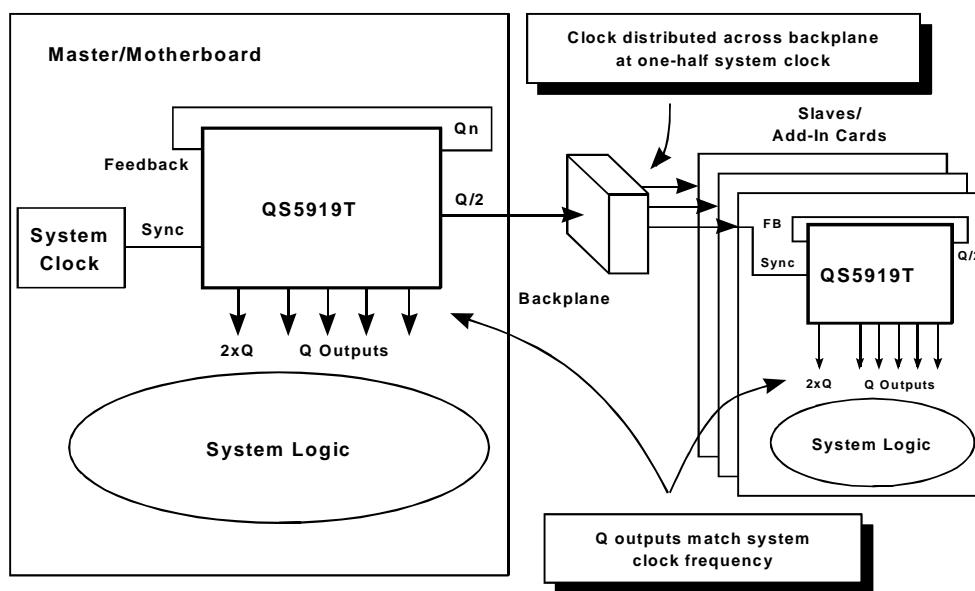 Master/Motherboard
Clock distributed across backplane
at one-half system clock
Slaves/
Add-In Cards
Qn
Feedback
QS5919T
Q/2
System
Clock
Sync
2xQ
Q Outputs
Backplane
System Logic
FB
Q/2
Sync
QS5919T
2xQ
Q Outputs
System Logic
Q outputs match system
clock frequency